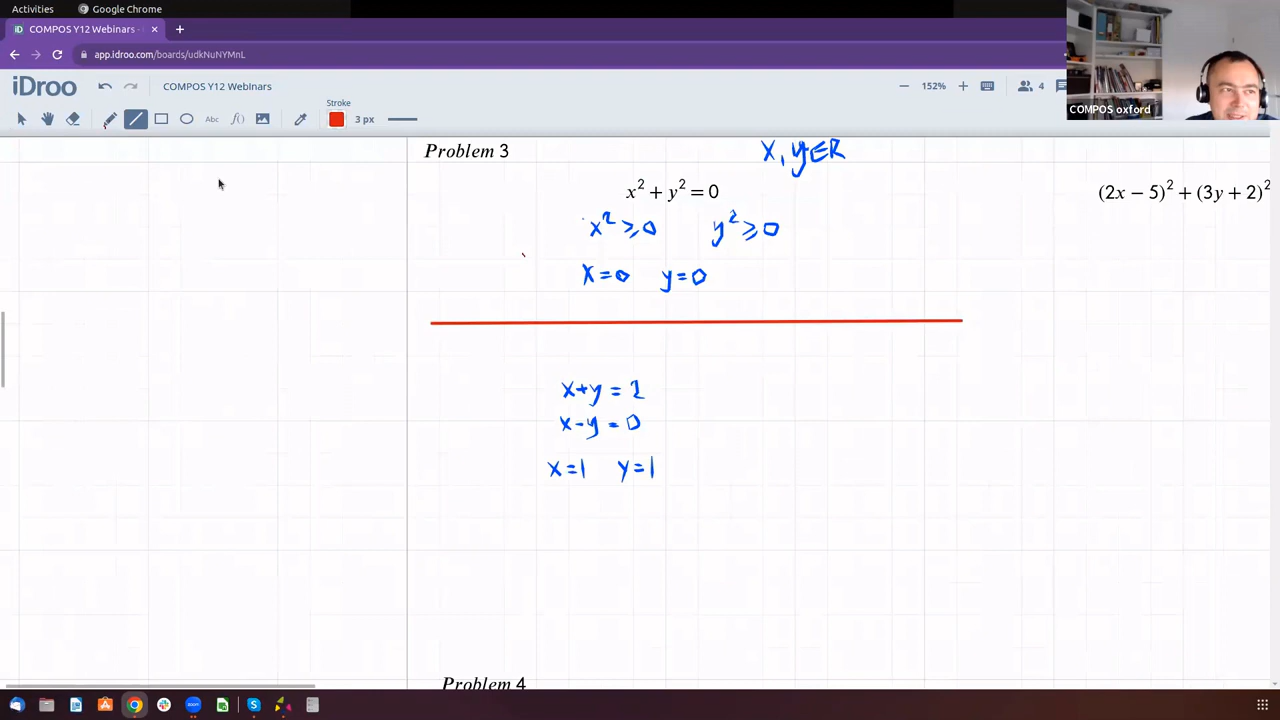 Activities Google Chrome
COMPOS Y12 Webinars -
app.idroo.com/boards/udkNuNYMnL
iDroo COMPOS Y12 Webinars 152% 4
COMPOS oxford
Stroke
Abc f() 3 px
Problem 3
x, y∈R
x² + y² = 0
(2x − 5)² + (3y + 2)²
x² ⩾ 0 y² ⩾ 0
x=0 y=0
x+y = 2
x-y = 0
x=1 y=1
Problem 4